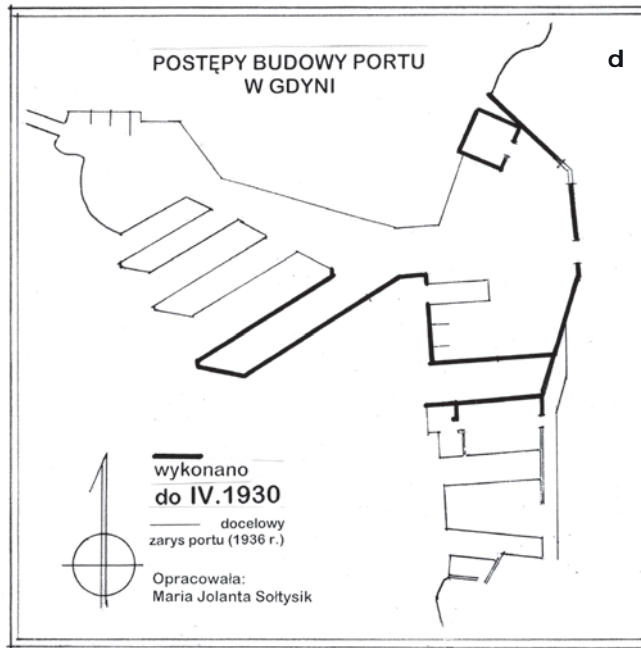 POSTĘPY BUDOWY PORTU
W GDYNI
d
wykonano
do IV.1930
docelowy
zarys portu (1936 r.)
Opracowała:
Maria Jolanta Sołtysik